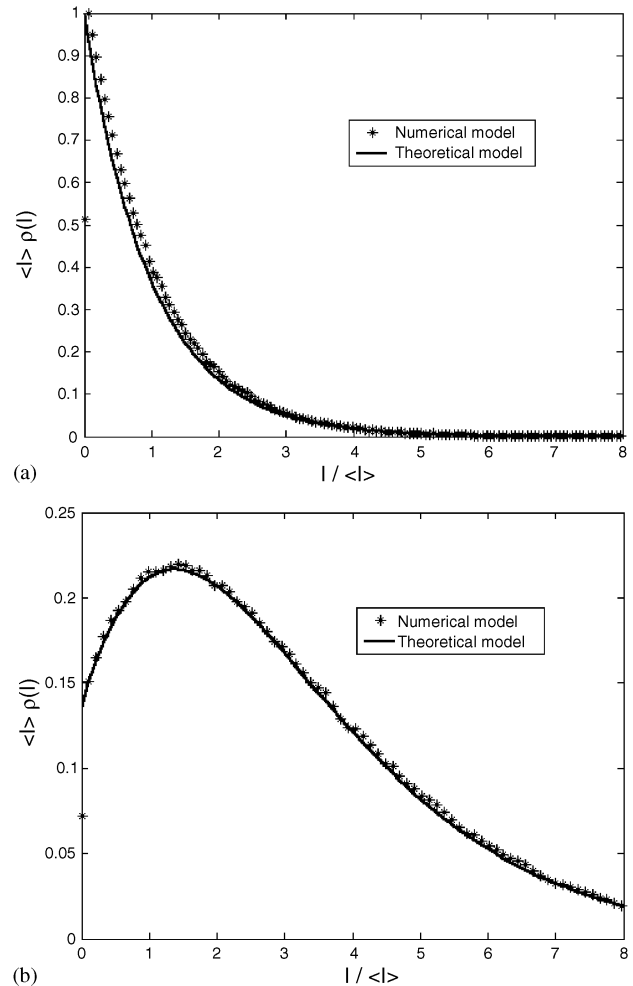 1
0.9
0.8
0.7
0.6
0.5
0.4
0.3
0.2
0.1
0
<I> ρ(I)
Numerical model
Theoretical model
0 1 2 3 4 5 6 7 8
I / <I>
(a)
0.25
0.2
0.15
0.1
0.05
0
<I> ρ(I)
Numerical model
Theoretical model
0 1 2 3 4 5 6 7 8
I / <I>
(b)